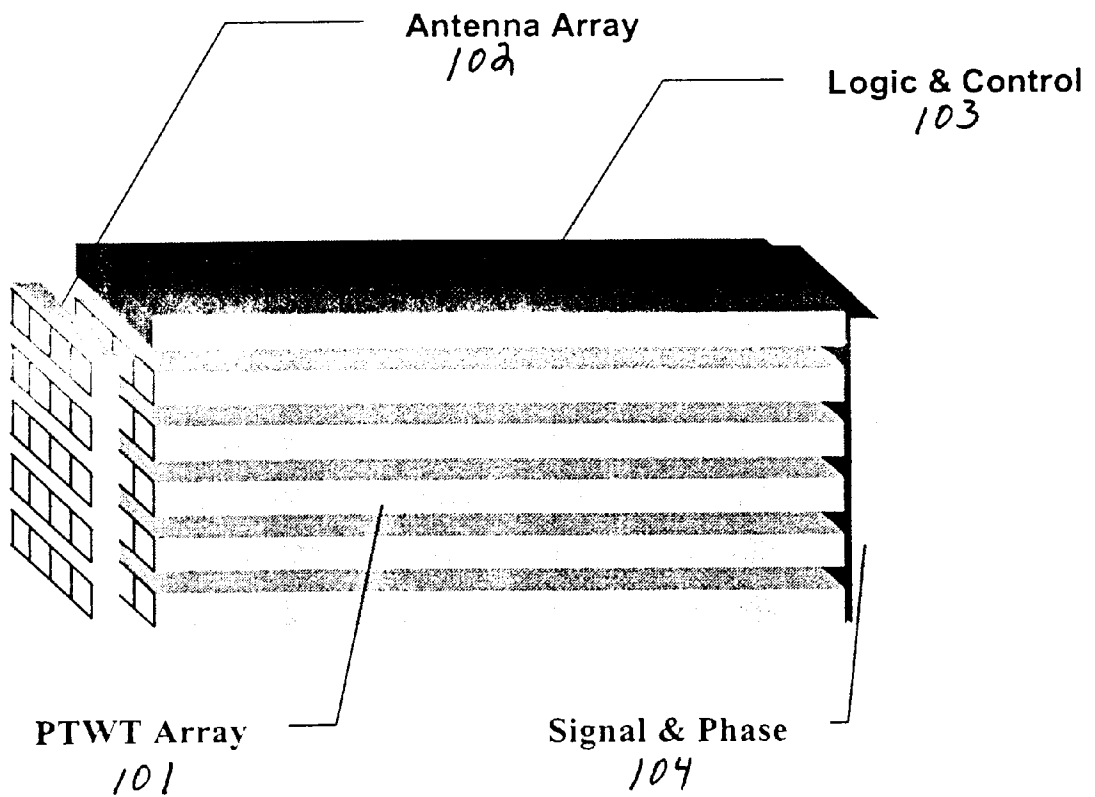 Antenna Array
102
Logic & Control
103
PTWT Array
101
Signal & Phase
104